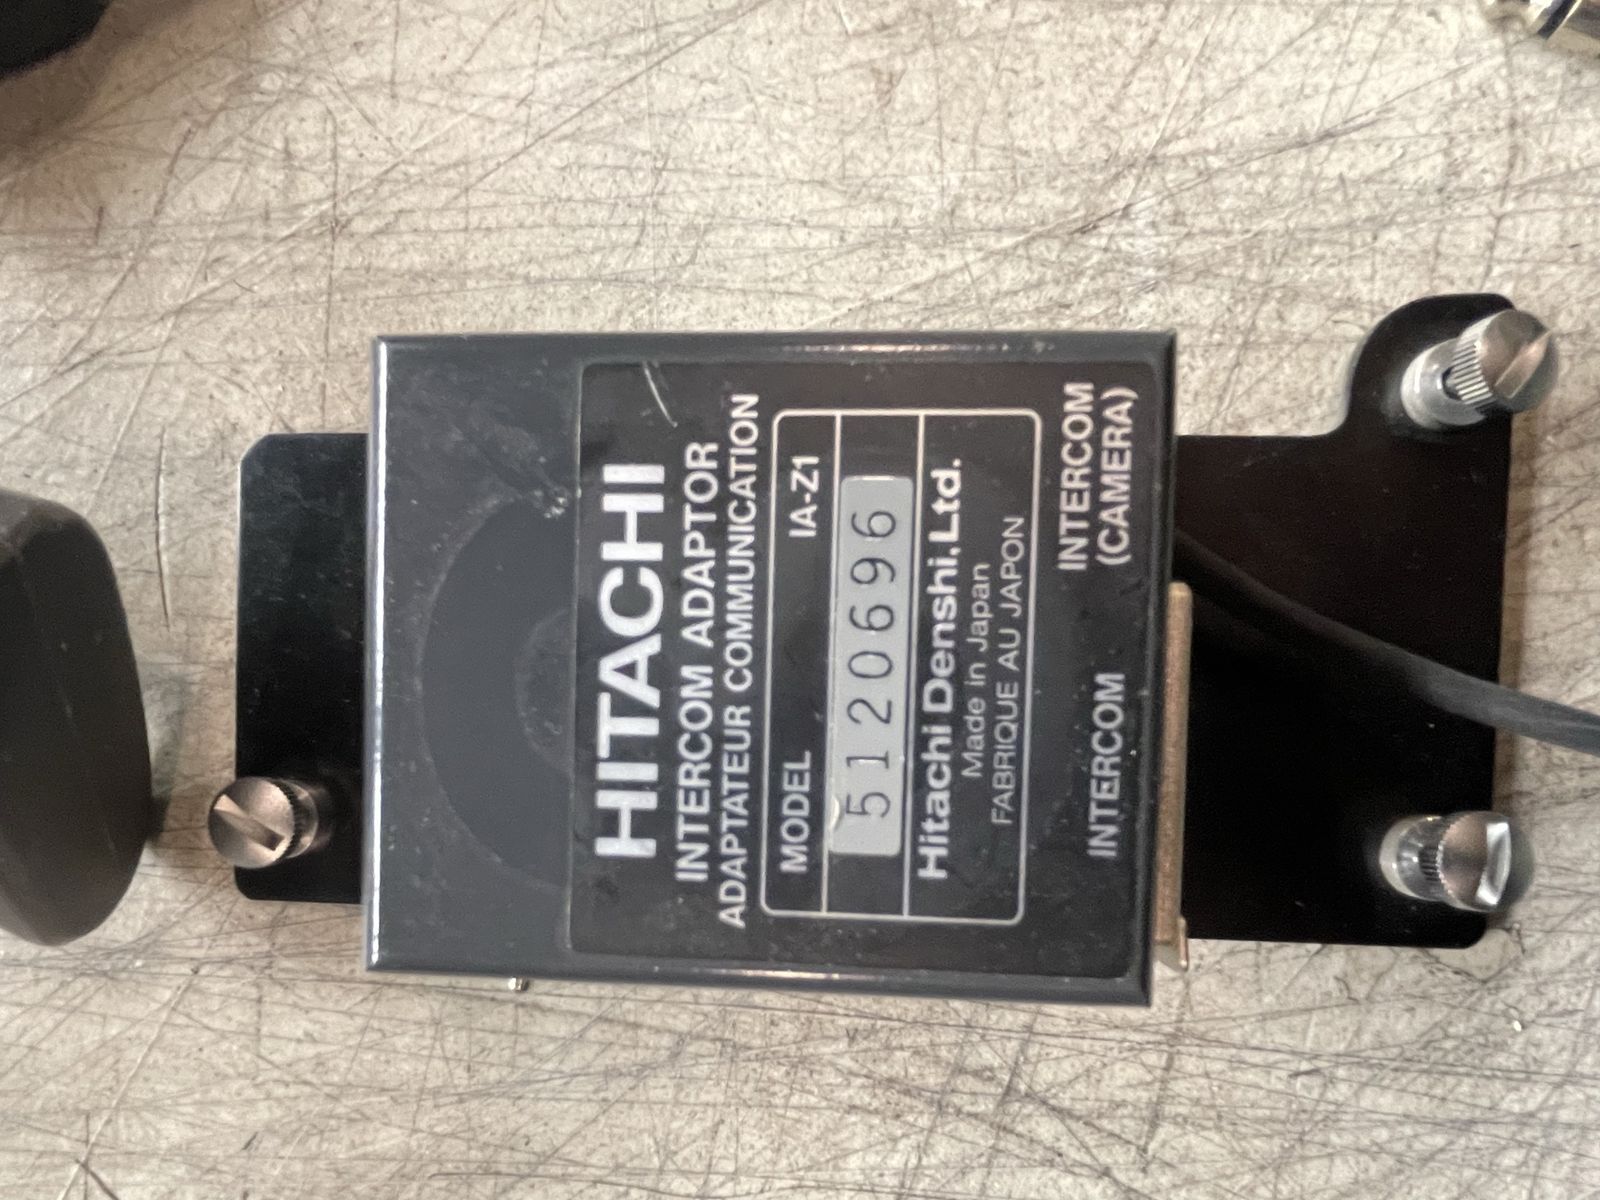 HITACHI
INTERCOM ADAPTOR
ADAPTATEUR COMMUNICATION
MODEL IA-Z1
5120696
Hitachi Denshi,Ltd.
Made in Japan
FABRIQUE AU JAPON
INTERCOM INTERCOM
(CAMERA)